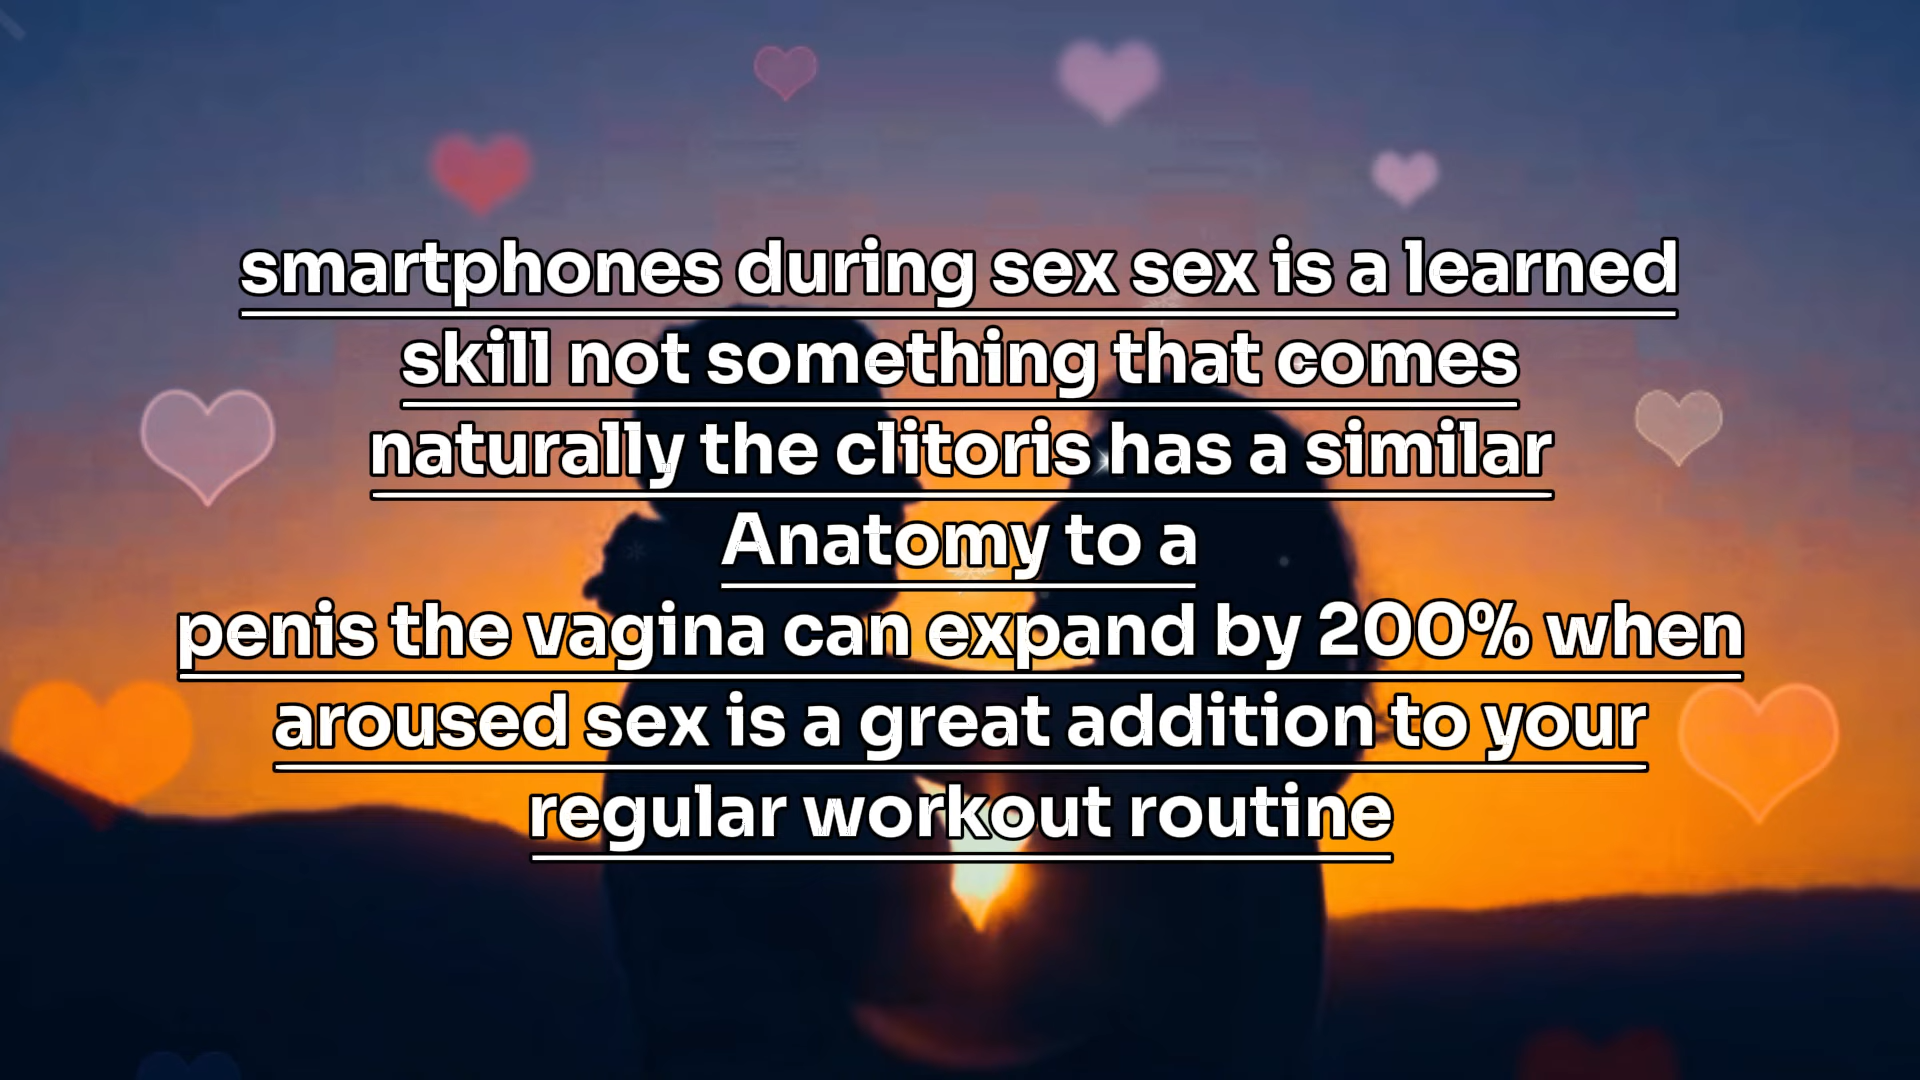 smartphones during sex sex is a learned
skill not something that comes
naturally the clitoris has a similar
Anatomy to a
penis the vagina can expand by 200% when
aroused sex is a great addition to your
regular workout routine